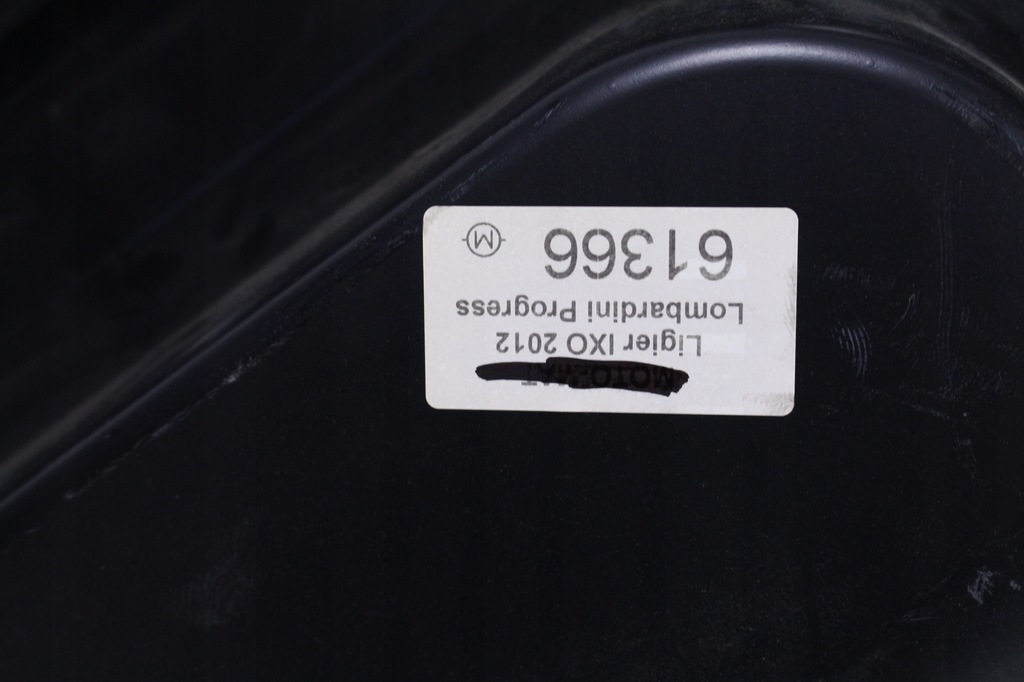 Ligier IXO 2012
Lombardini Progress
61366 M